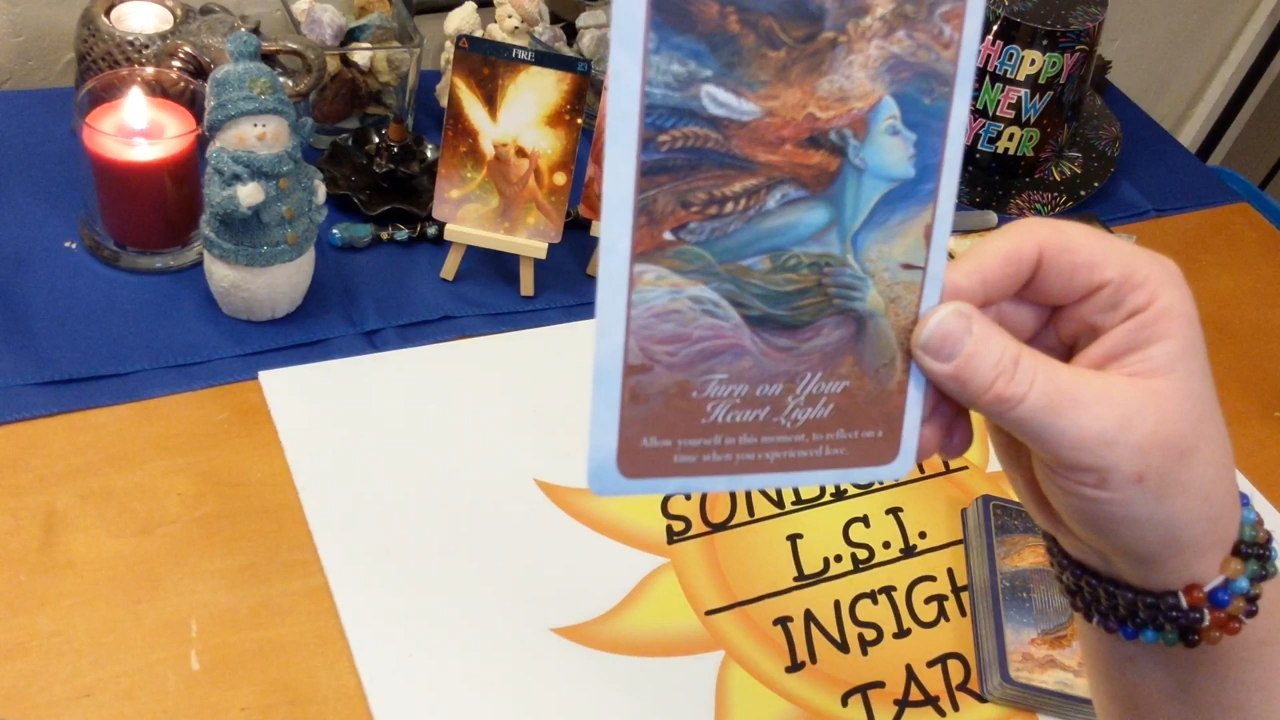 FIRE
23
HAPPY
NEW
YEAR
Turn on Your
Heart Light
Allow yourself in this moment, to reflect on a
time when you experienced love.
L.S.I.